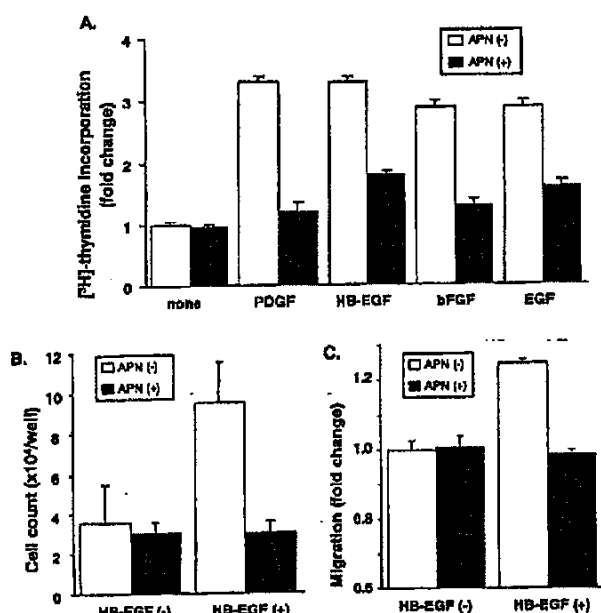 A.
APN (-)
APN (+)
[³H]-thymidine incorporation
(fold change)
4
3
2
1
0
none PDGF HB-EGF bFGF EGF
B.
APN (-)
APN (+)
Cell count (x10⁴/well)
12
10
8
6
4
2
0
HB-EGF (-) HB-EGF (+)
C.
APN (-)
APN (+)
Migration (fold change)
1.2
1.0
0.8
HB-EGF (-) HB-EGF (+)